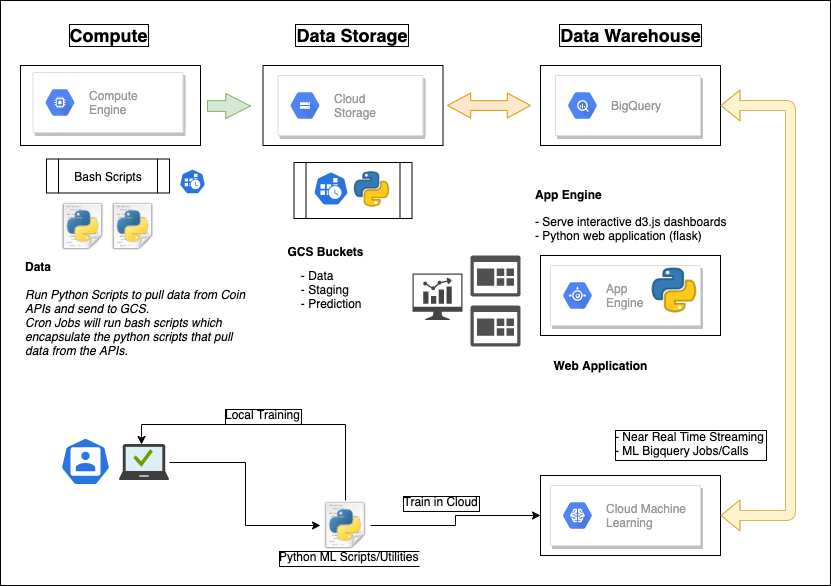 Compute
Data Storage
Data Warehouse
Compute
Engine
Cloud
Storage
BigQuery
Bash Scripts
App Engine
- Serve interactive d3.js dashboards
- Python web application (flask)
GCS Buckets
- Data
- Staging
- Prediction
Data
Run Python Scripts to pull data from Coin
APIs and send to GCS.
Cron Jobs will run bash scripts which
encapsulate the python scripts that pull
data from the APIs.
App
Engine
Web Application
Local Training
- Near Real Time Streaming
- ML Bigquery Jobs/Calls
Train in Cloud
Cloud Machine
Learning
Python ML Scripts/Utilities